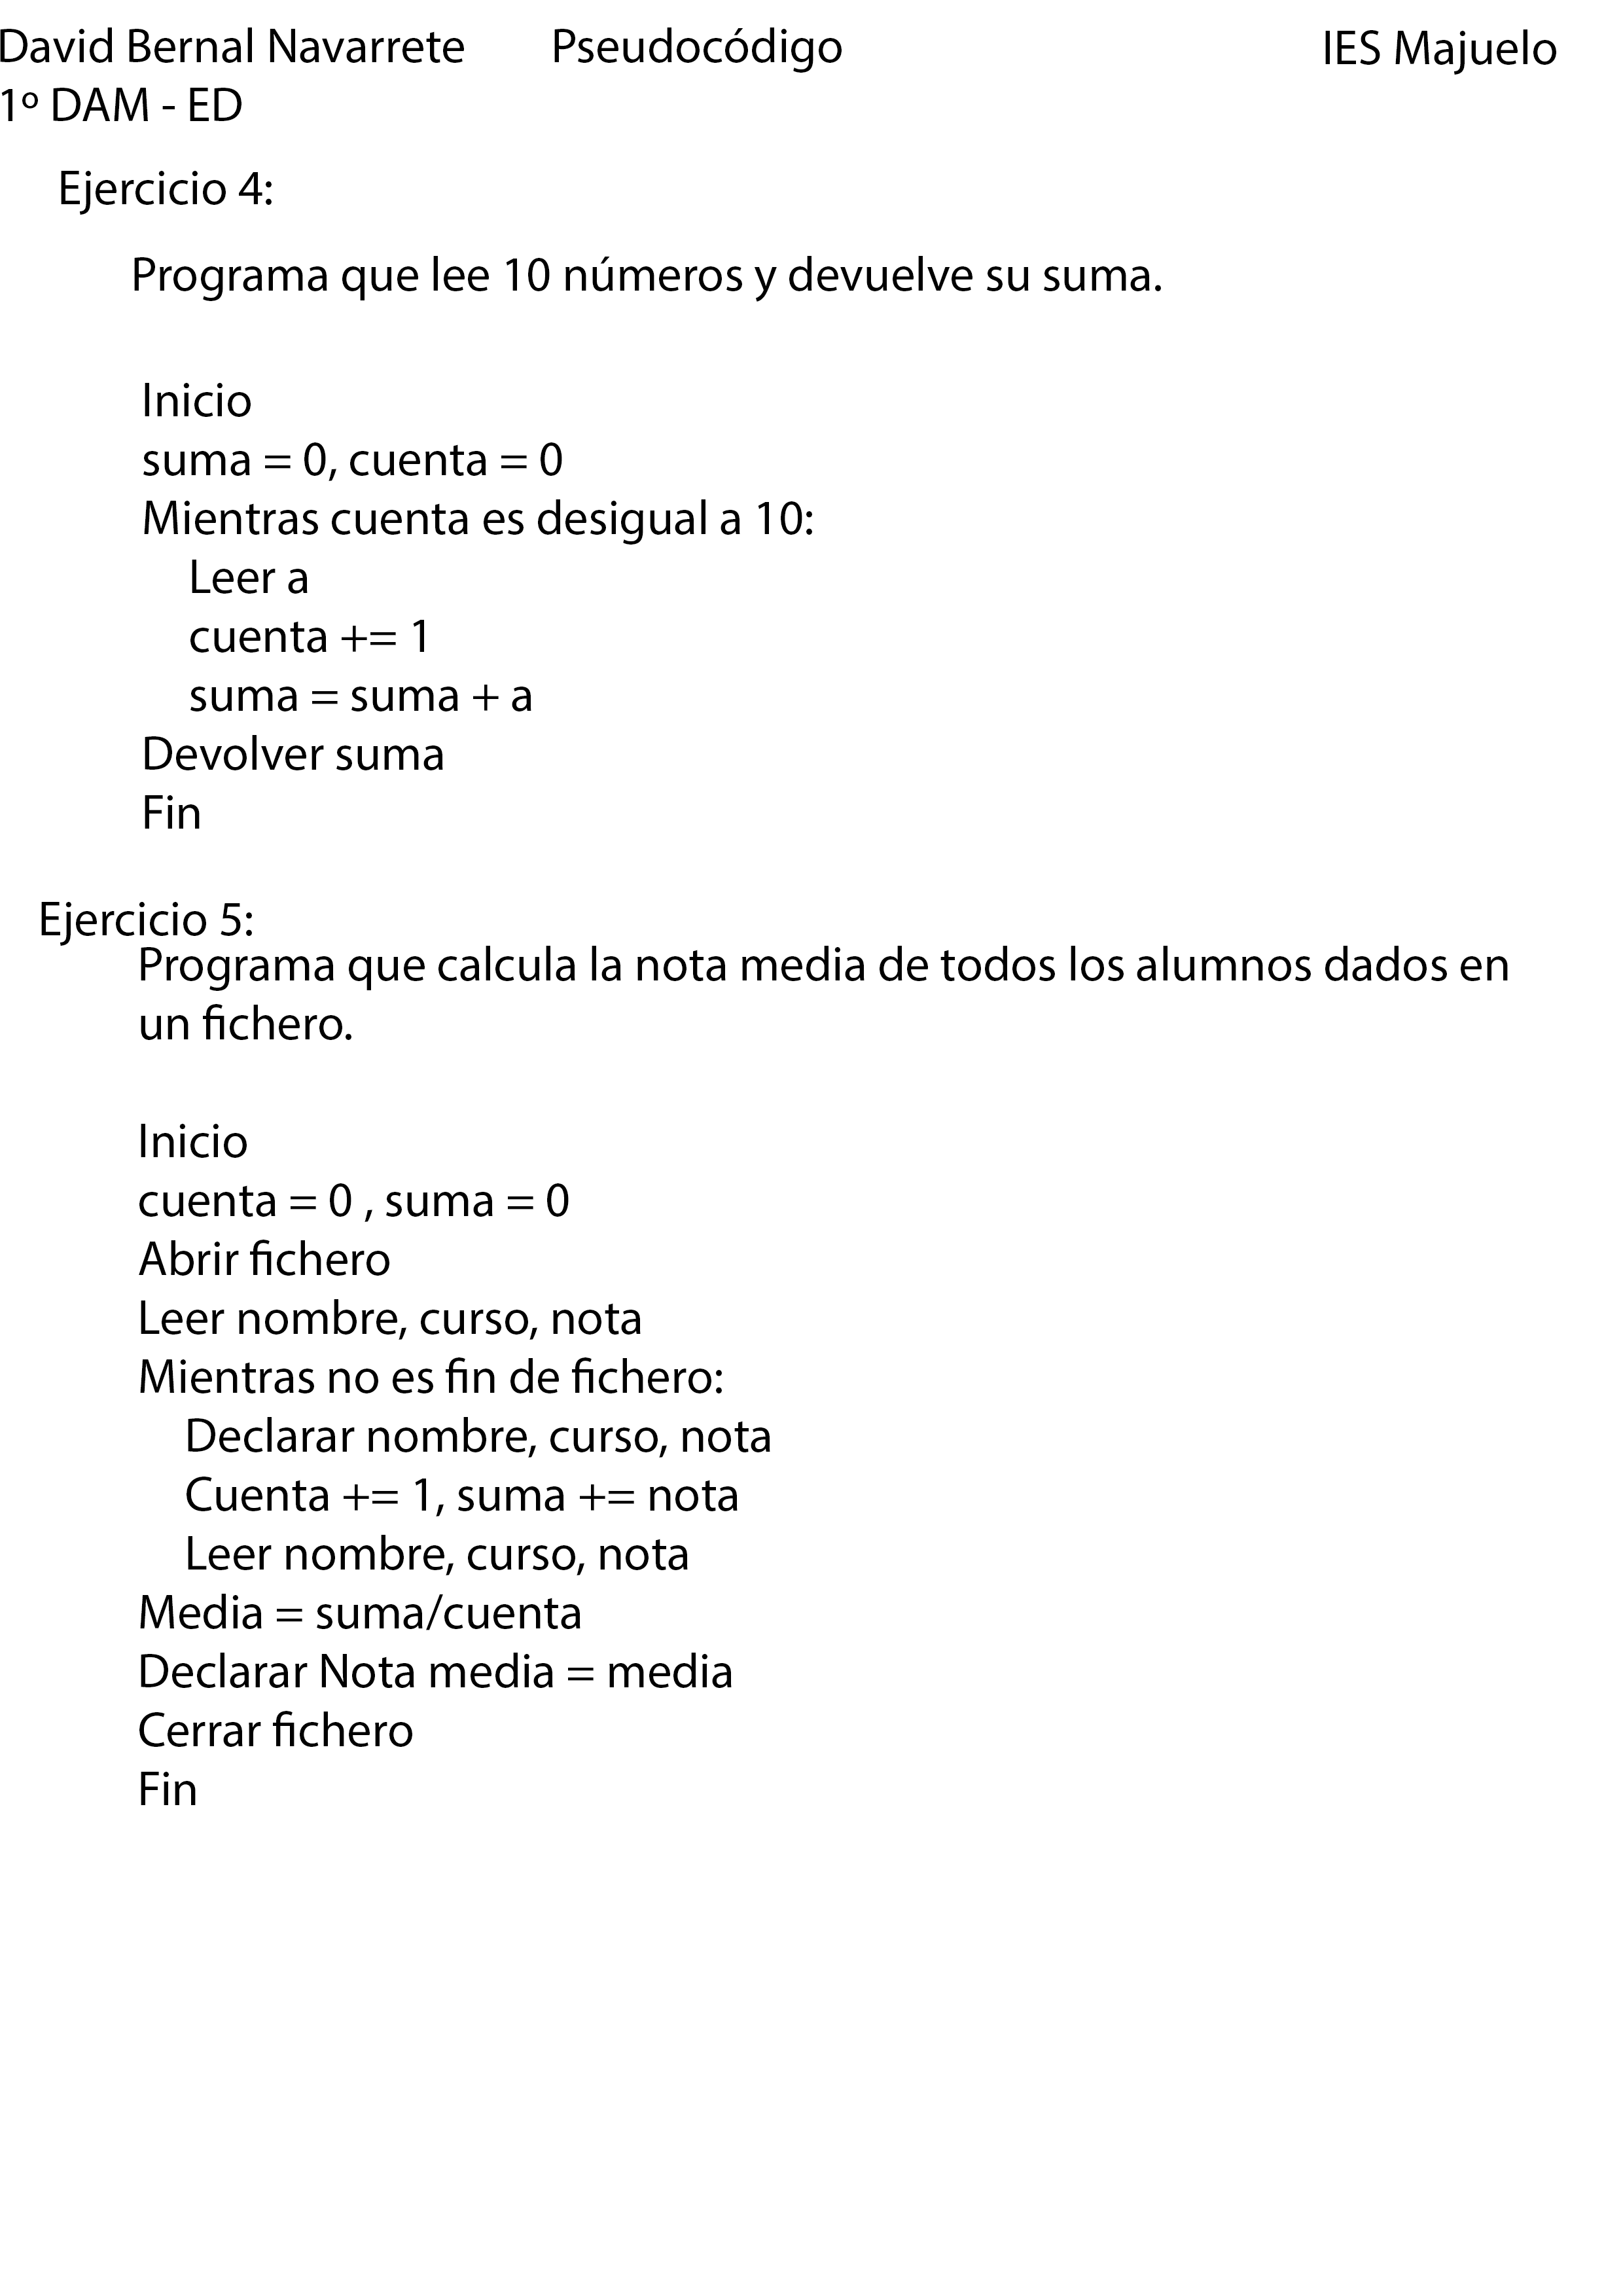 David Bernal Navarrete Pseudocódigo IES Majuelo
1º DAM - ED
Ejercicio 4:
Programa que lee 10 números y devuelve su suma.
Inicio
suma = 0, cuenta = 0
Mientras cuenta es desigual a 10:
Leer a
cuenta += 1
suma = suma + a
Devolver suma
Fin
Ejercicio 5:
Programa que calcula la nota media de todos los alumnos dados en
un fichero.
Inicio
cuenta = 0 , suma = 0
Abrir fichero
Leer nombre, curso, nota
Mientras no es fin de fichero:
Declarar nombre, curso, nota
Cuenta += 1, suma += nota
Leer nombre, curso, nota
Media = suma/cuenta
Declarar Nota media = media
Cerrar fichero
Fin